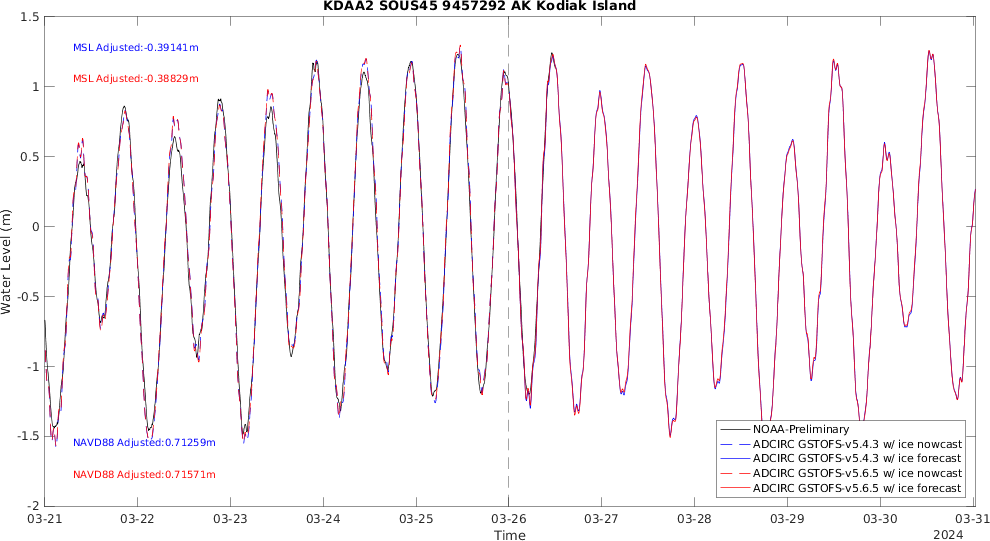 KDAA2 SOUS45 9457292 AK Kodiak Island
1.5
1
0.5
0
-0.5
-1
-1.5
-2
Water Level (m)
MSL Adjusted:-0.39141m
MSL Adjusted:-0.38829m
NAVD88 Adjusted:0.71259m
NAVD88 Adjusted:0.71571m
NOAA-Preliminary
ADCIRC GSTOFS-v5.4.3 w/ ice nowcast
ADCIRC GSTOFS-v5.4.3 w/ ice forecast
ADCIRC GSTOFS-v5.6.5 w/ ice nowcast
ADCIRC GSTOFS-v5.6.5 w/ ice forecast
03-21 03-22 03-23 03-24 03-25 03-26 03-27 03-28 03-29 03-30 03-31
Time
2024